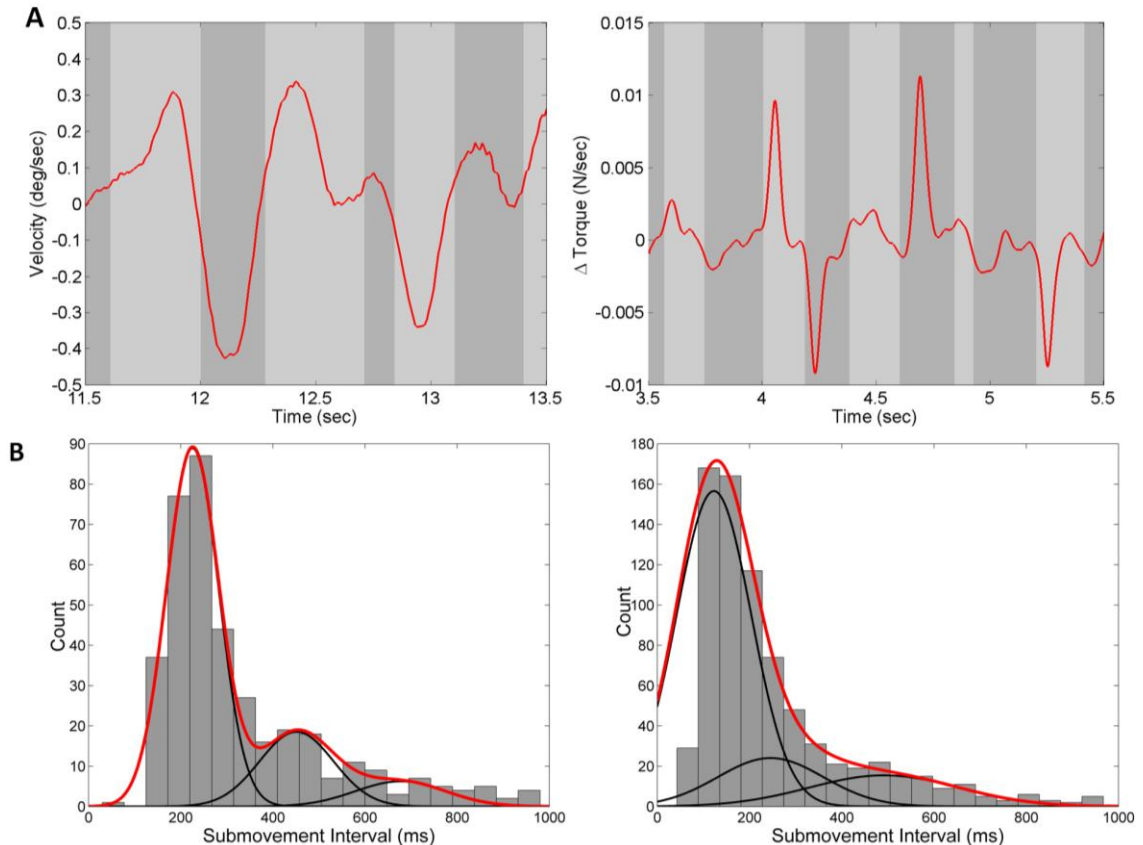 A
Velocity (deg/sec)
0.5
0.4
0.3
0.2
0.1
0
-0.1
-0.2
-0.3
-0.4
-0.5
11.5 12 12.5 13 13.5
Time (sec)
Δ Torque (N/sec)
0.015
0.01
0.005
0
-0.005
-0.01
3.5 4 4.5 5 5.5
Time (sec)
B
Count
90
80
70
60
50
40
30
20
10
0
0 200 400 600 800 1000
Submovement Interval (ms)
Count
180
160
140
120
100
80
60
40
20
0
0 200 400 600 800 1000
Submovement Interval (ms)